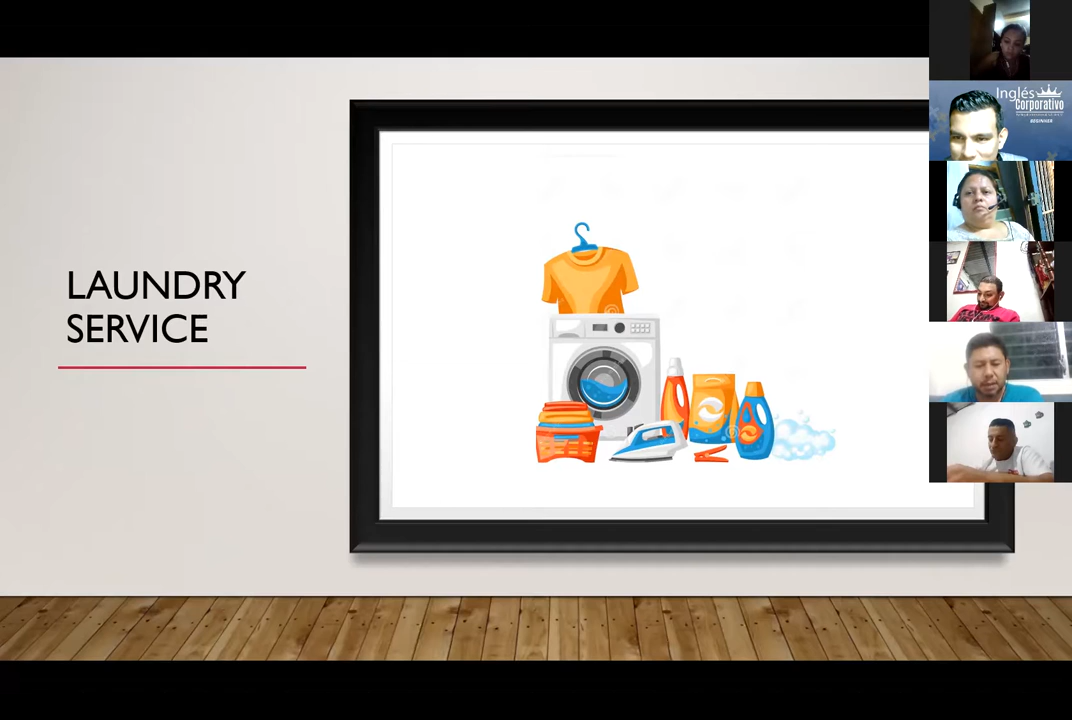 LAUNDRY
SERVICE
Inglés
Corporativo
BEGINNER